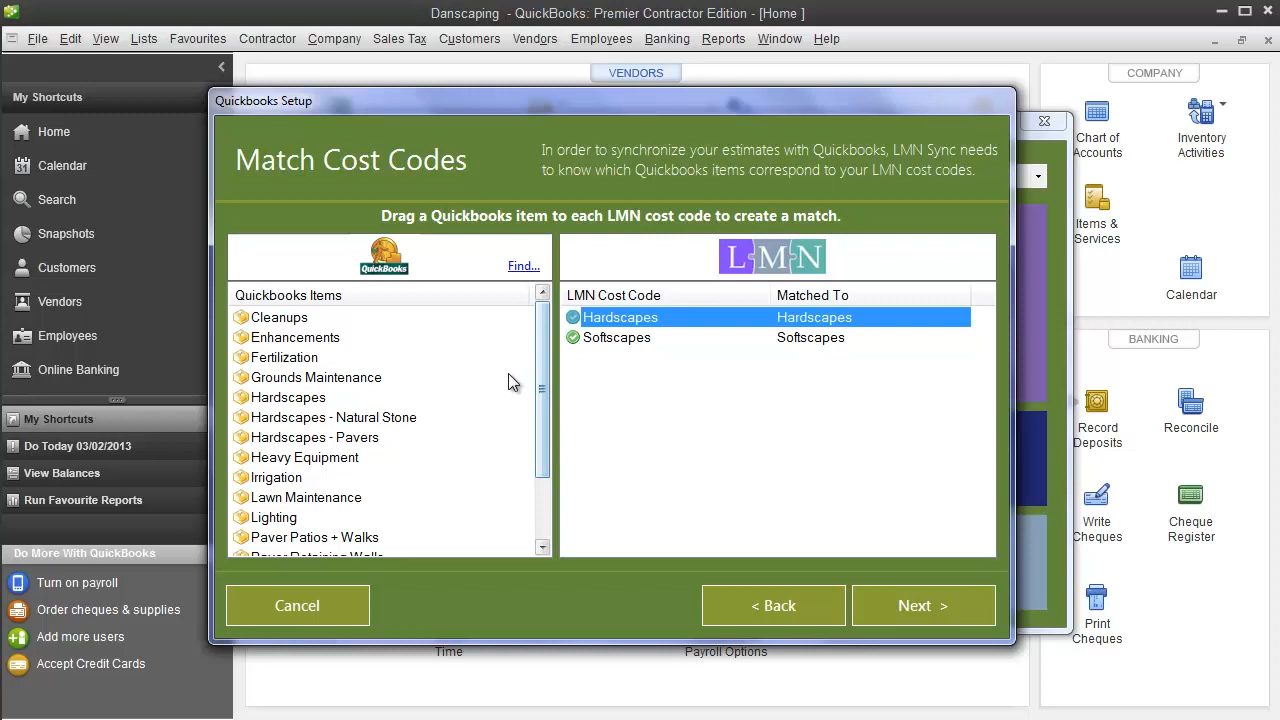 Danscaping - QuickBooks: Premier Contractor Edition - [Home ]
File Edit View Lists Favourites Contractor Company Sales Tax Customers Vendors Employees Banking Reports Window Help
My Shortcuts
Home
Calendar
Search
Snapshots
Customers
Vendors
Employees
Online Banking
My Shortcuts
Do Today 03/02/2013
View Balances
Run Favourite Reports
Do More With QuickBooks
Turn on payroll
Order cheques & supplies
Add more users
Accept Credit Cards
VENDORS
Quickbooks Setup
Match Cost Codes
In order to synchronize your estimates with Quickbooks, LMN Sync needs
to know which Quickbooks items correspond to your LMN cost codes.
Drag a Quickbooks item to each LMN cost code to create a match.
QuickBooks
Find...
Quickbooks Items
Cleanups
Enhancements
Fertilization
Grounds Maintenance
Hardscapes
Hardscapes - Natural Stone
Hardscapes - Pavers
Heavy Equipment
Irrigation
Lawn Maintenance
Lighting
Paver Patios + Walks
Paver Retaining Walls
LMN
LMN Cost Code Matched To
Hardscapes Hardscapes
Softscapes Softscapes
Cancel
< Back
Next >
Time
Payroll Options
COMPANY
Chart of
Accounts
Inventory
Activities
Items &
Services
Calendar
BANKING
Record
Deposits
Reconcile
Write
Cheques
Cheque
Register
Print
Cheques